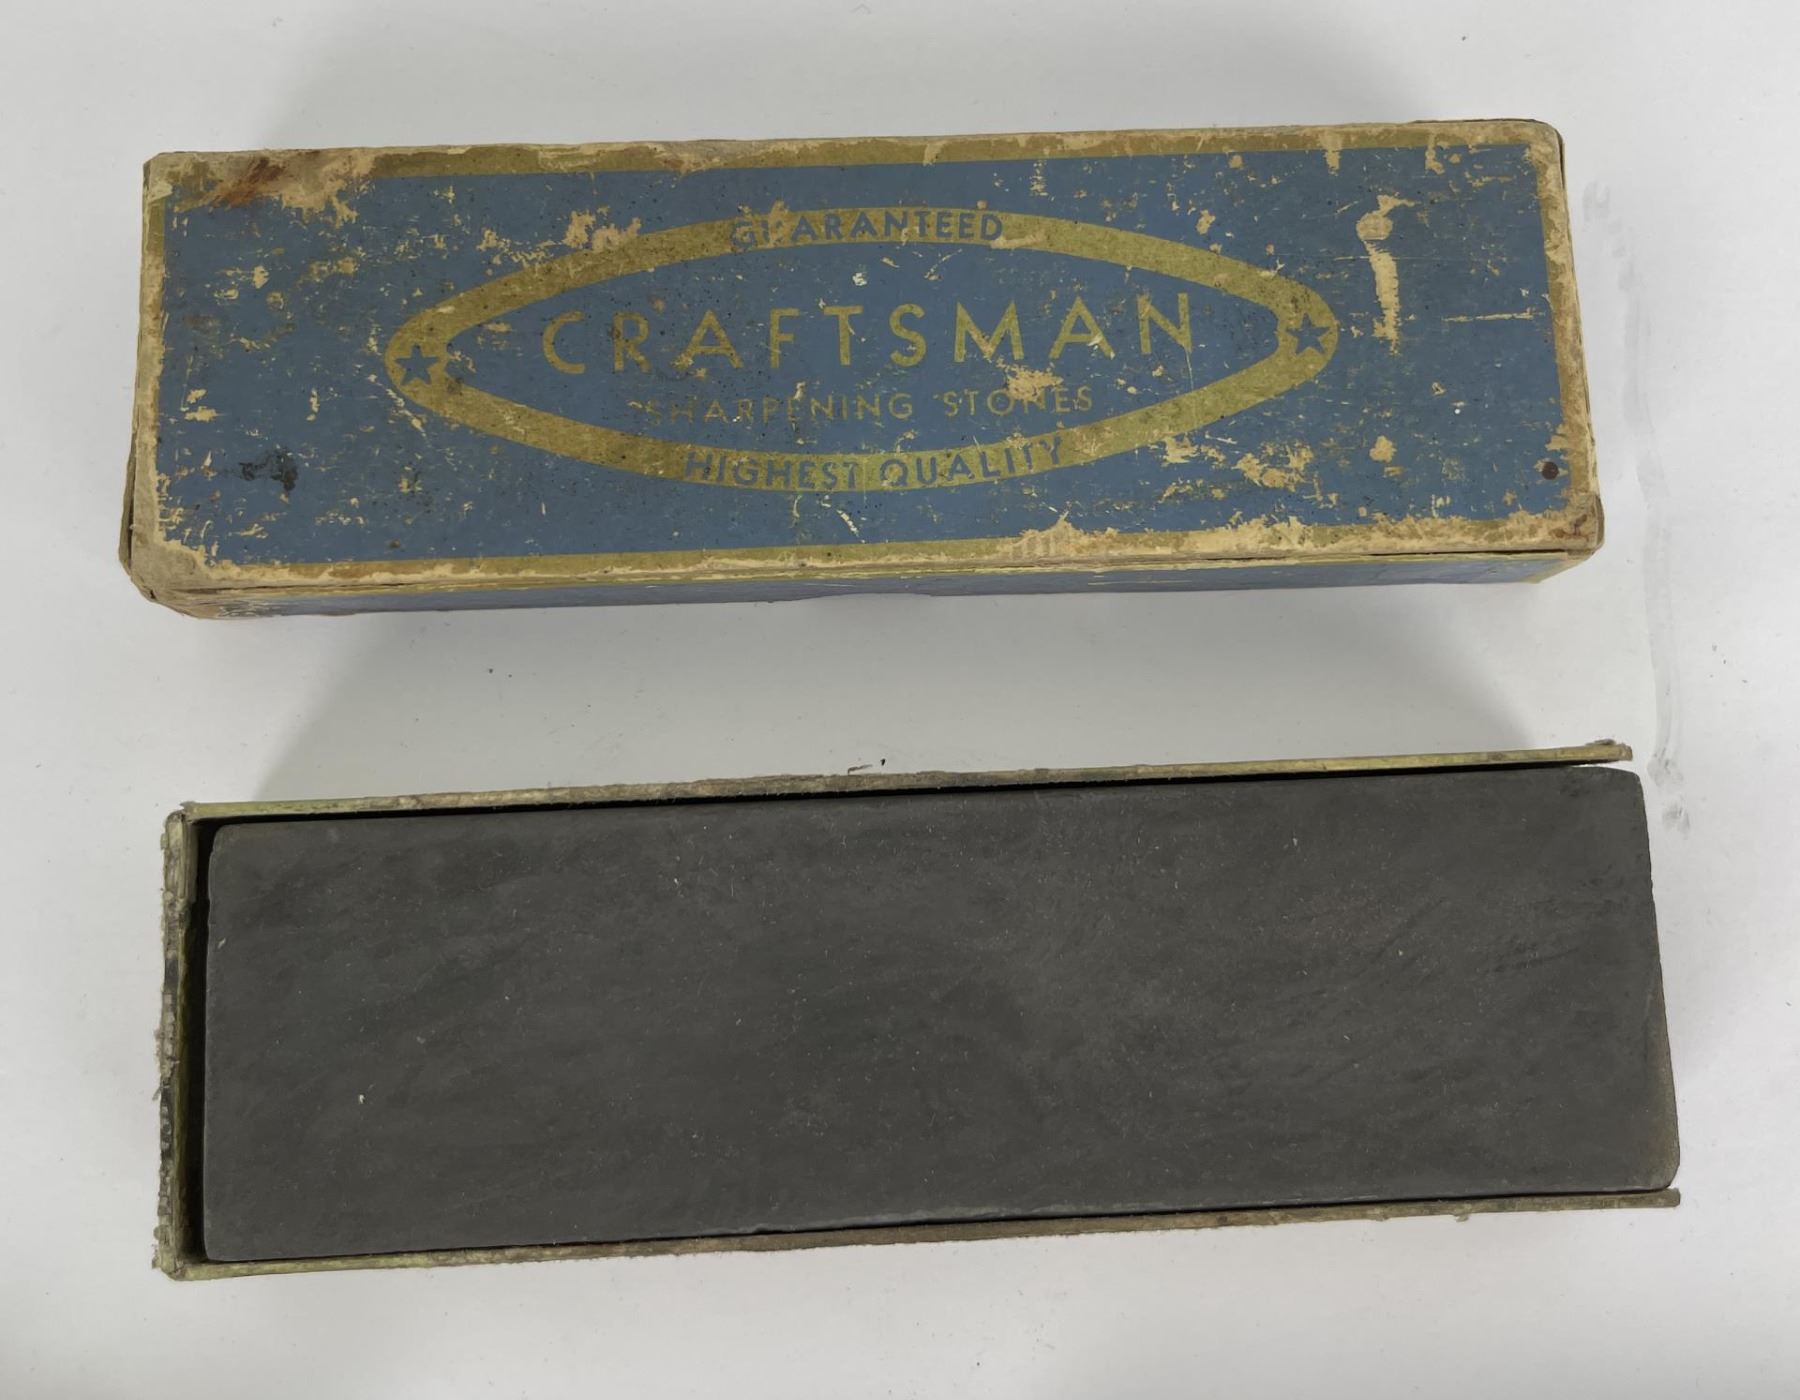 GUARANTEED
CRAFTSMAN
SHARPENING STONES
HIGHEST QUALITY